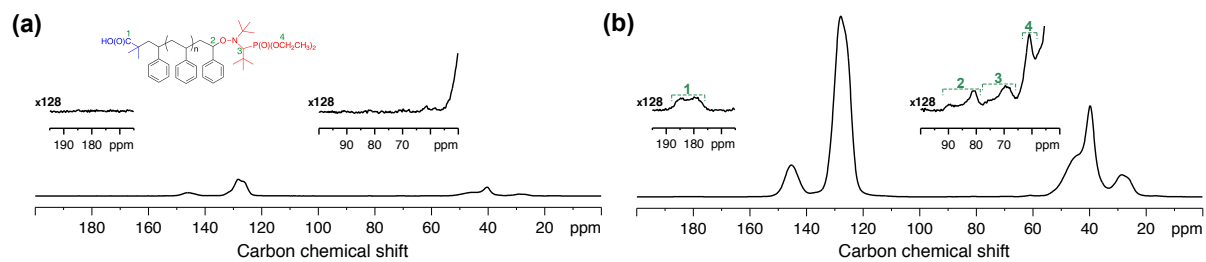 (a)
1
HO(O)C
2
O
N
3
4
P(O)(OCH₂CH₃)₂
n
x128
190 180 ppm
x128
90 80 70 ppm
180 160 140 120 100 80 60 40 20 ppm
Carbon chemical shift
(b)
1
x128
190 180 ppm
2 3 4
x128
90 80 70 60 ppm
180 160 140 120 100 80 60 40 20 ppm
Carbon chemical shift